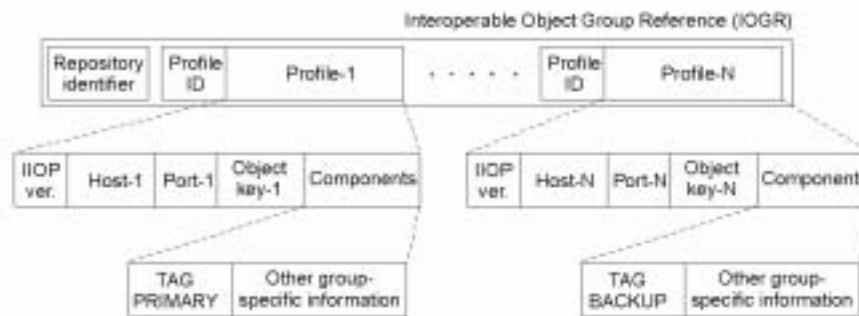 Interoperable Object Group Reference (IOGR)
Repository identifier
Profile ID
Profile-1
. . . . .
Profile ID
Profile-N
IIOP ver.
Host-1
Port-1
Object key-1
Components
IIOP ver.
Host-N
Port-N
Object key-N
Component
TAG PRIMARY
Other group-specific information
TAG BACKUP
Other group-specific information